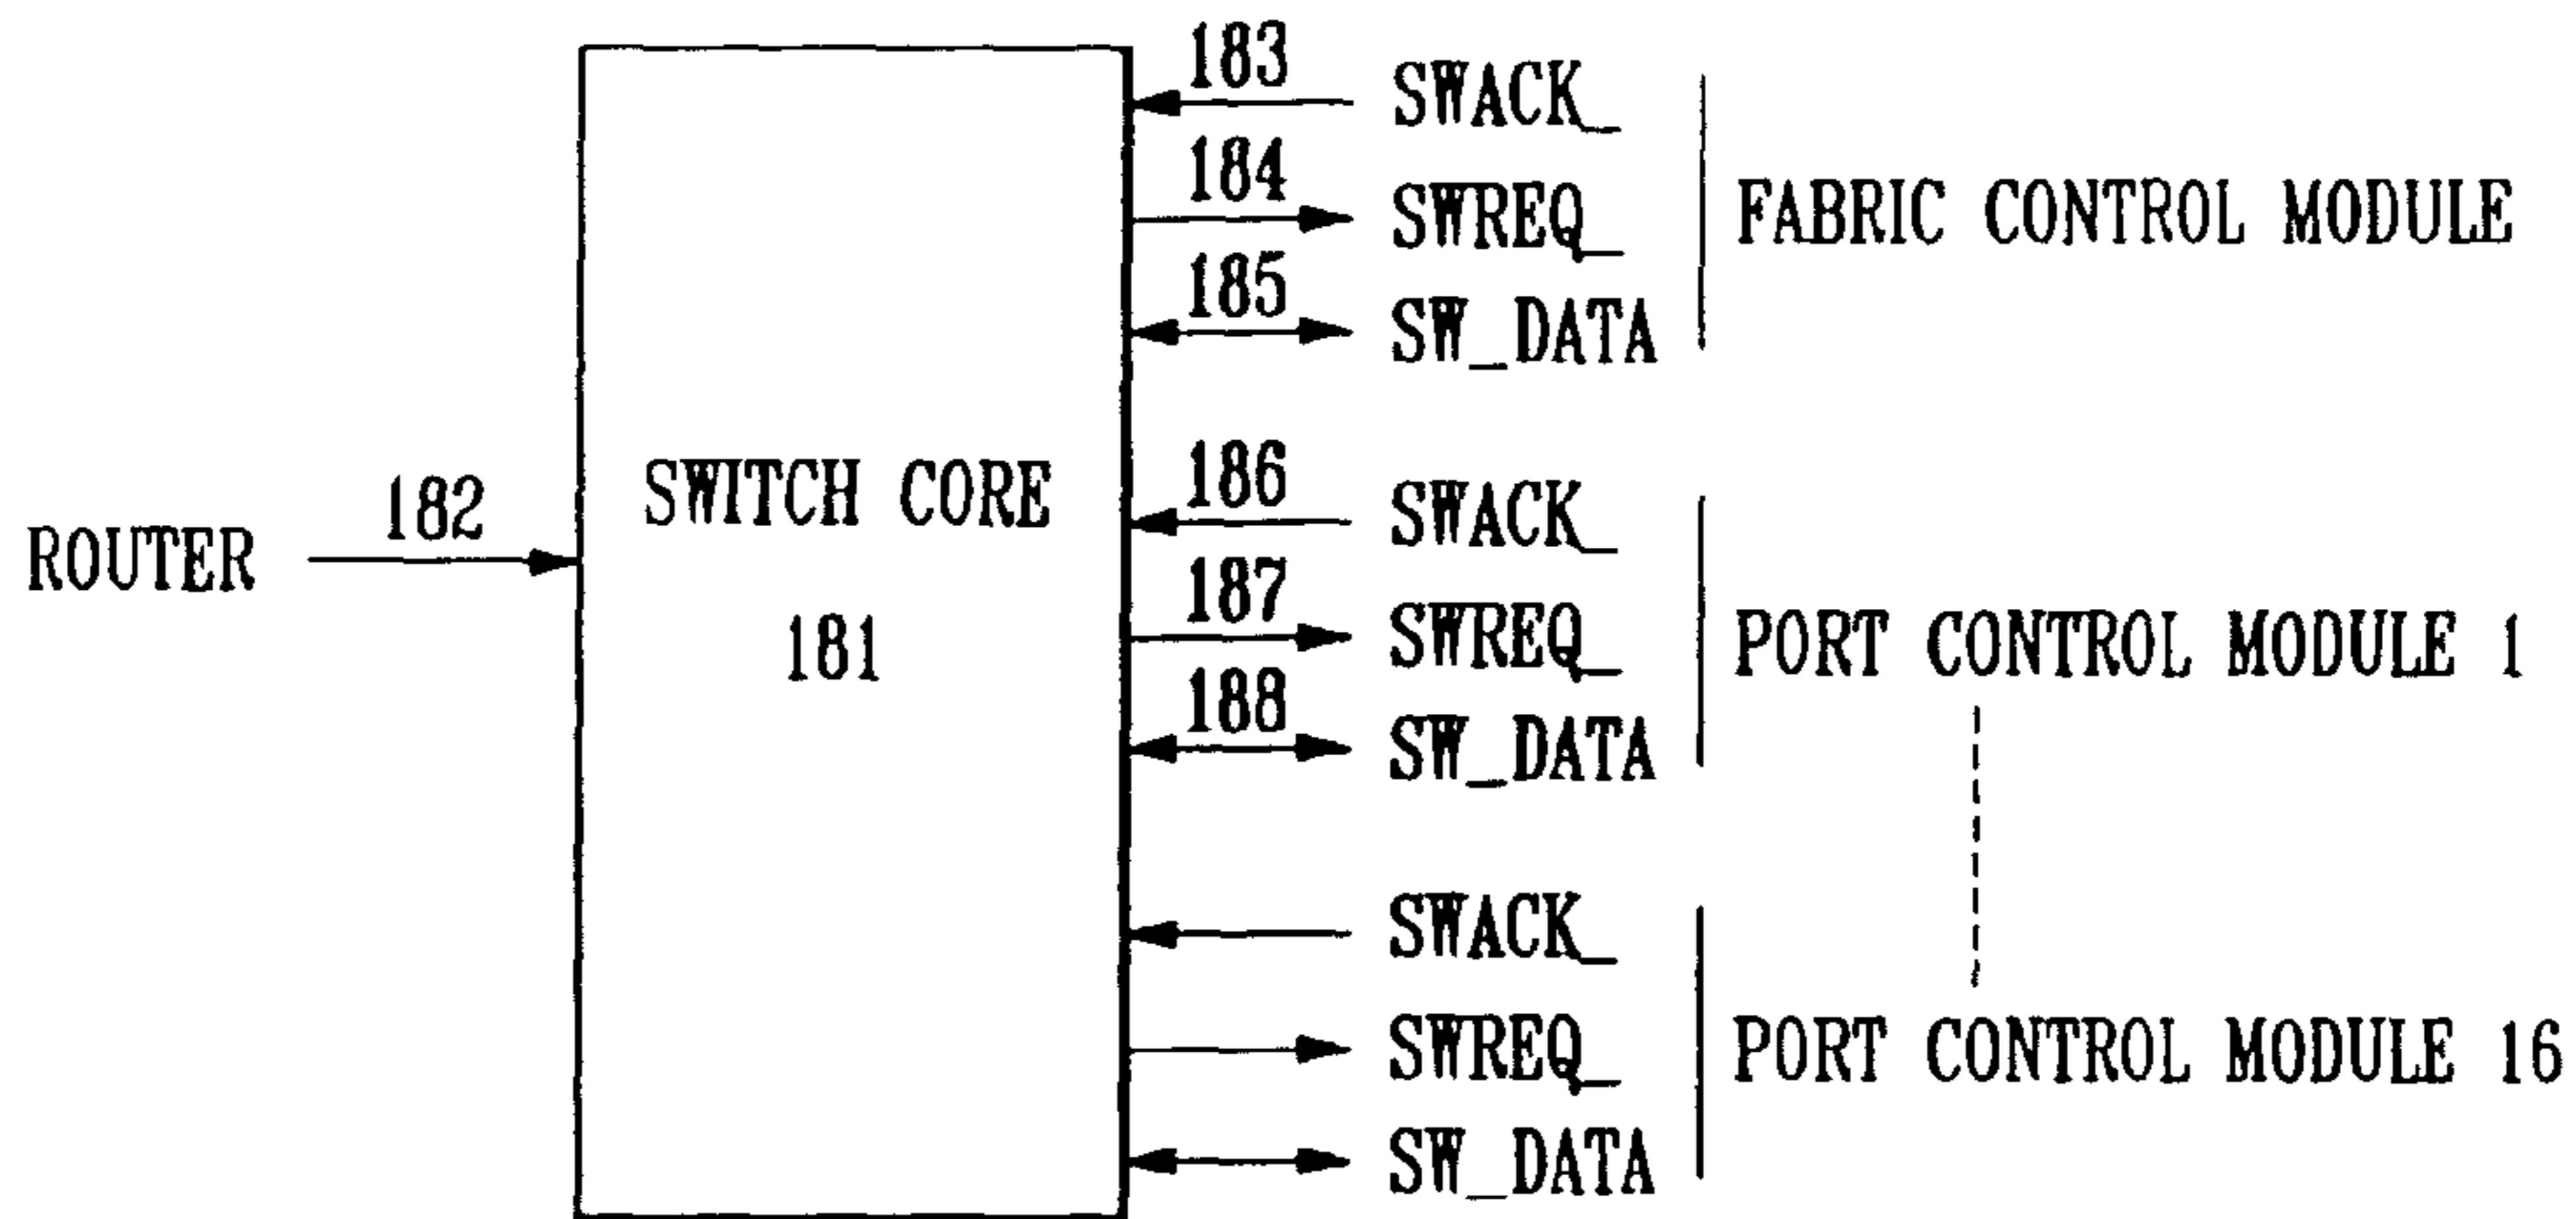 183
SWACK_
184
SWREQ_
FABRIC CONTROL MODULE
185
SW_DATA
ROUTER
182
SWITCH CORE
181
186
SWACK_
187
SWREQ_
PORT CONTROL MODULE 1
188
SW_DATA
SWACK_
SWREQ_
PORT CONTROL MODULE 16
SW_DATA